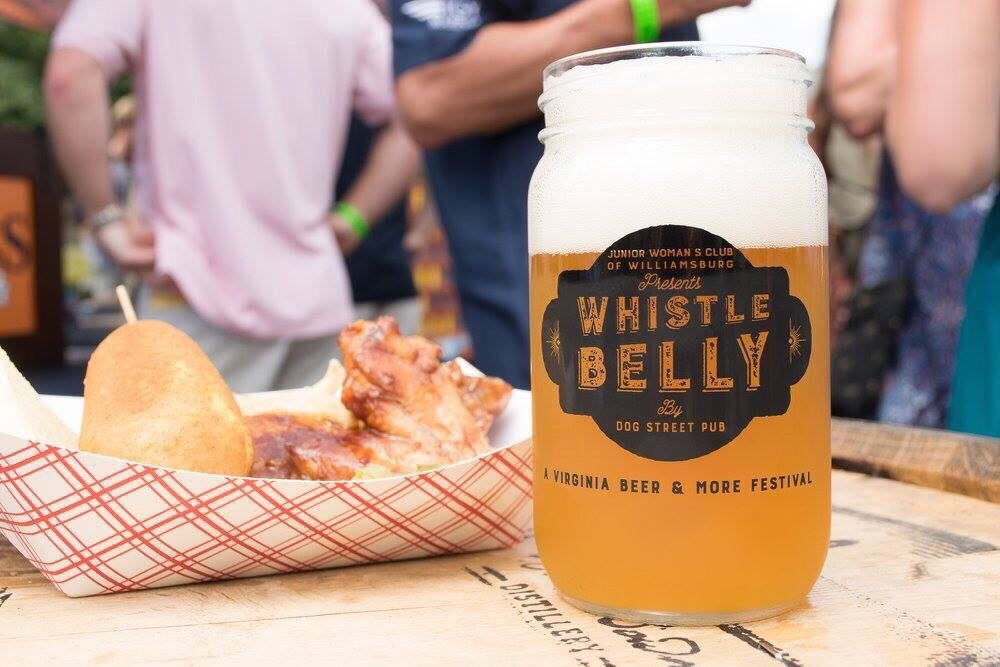 JUNIOR WOMAN S CLUB
OF WILLIAMSBURG
Presents
WHISTLE
BELLY
By
DOG STREET PUB
A VIRGINIA BEER & MORE FESTIVAL
DISTILLERY